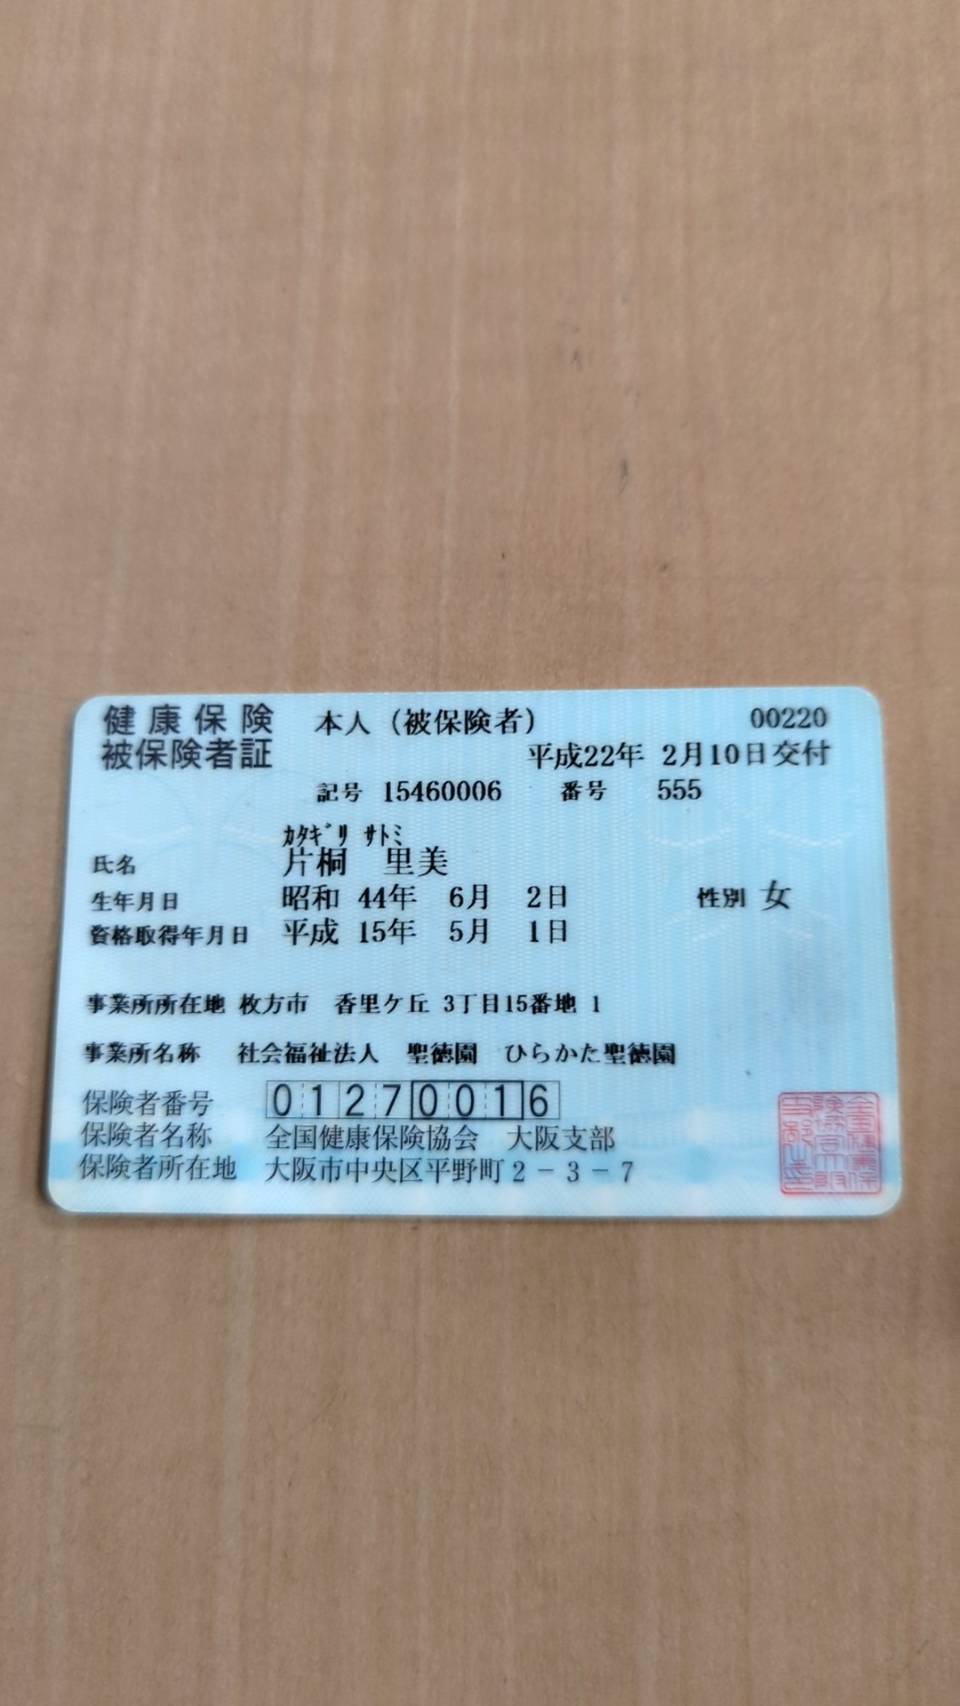 健康保険 本人（被保険者） 00220
被保険者証 平成22年 2月10日交付
記号 15460006 番号 555
ｶﾀｷﾞﾘ ｻﾄﾐ
氏名 片桐 里美
生年月日 昭和 44年 6月 2日 性別 女
資格取得年月日 平成 15年 5月 1日
事業所所在地 枚方市 香里ケ丘 3丁目15番地 1
事業所名称 社会福祉法人 聖徳園 ひらかた聖徳園
保険者番号 01270016
保険者名称 全国健康保険協会 大阪支部
保険者所在地 大阪市中央区平野町２－３－７